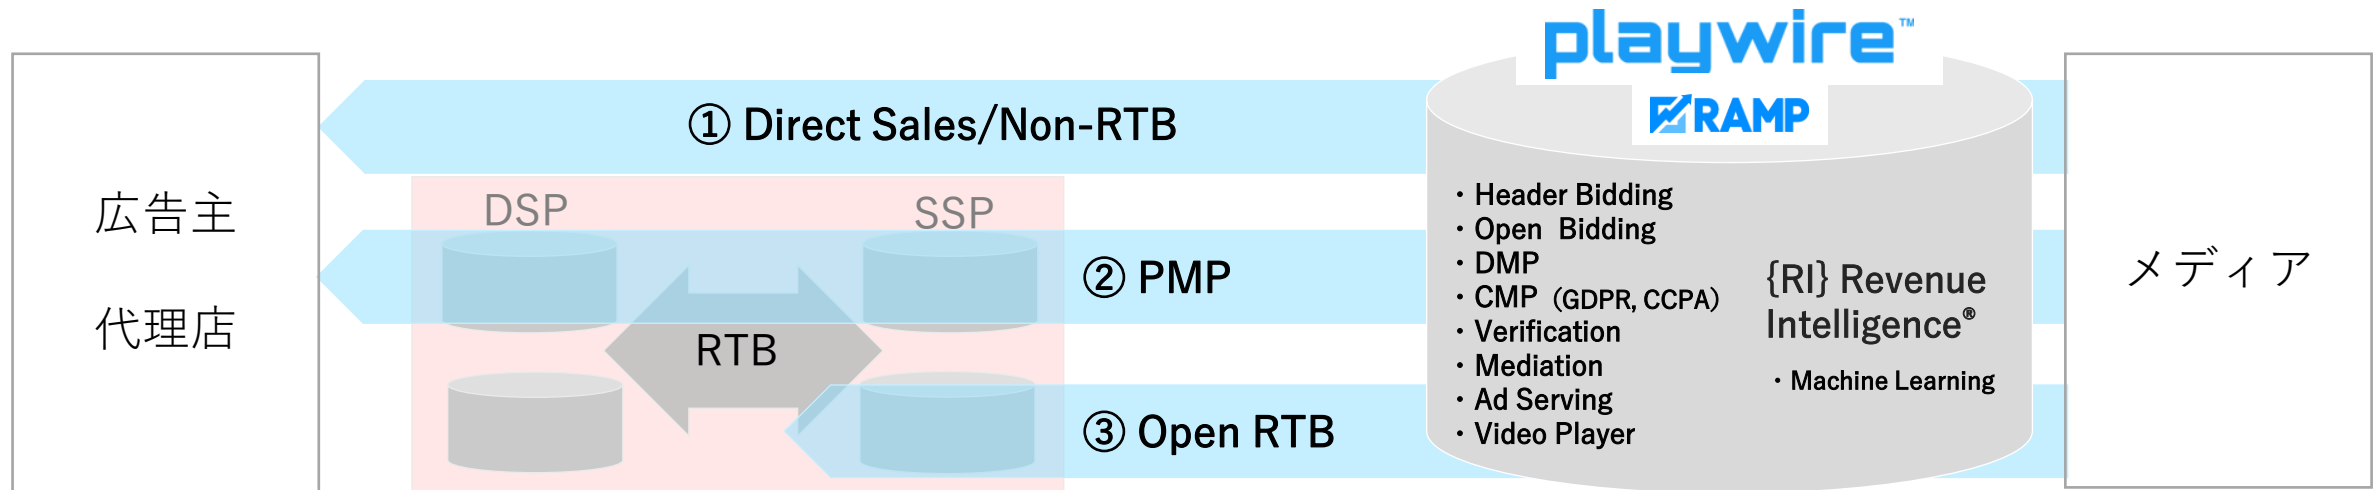 playwire™
RAMP
① Direct Sales/Non-RTB
広告主
代理店
DSP
SSP
② PMP
RTB
③ Open RTB
・Header Bidding
・Open Bidding
・DMP
・CMP（GDPR, CCPA）
・Verification
・Mediation
・Ad Serving
・Video Player
{RI} Revenue
Intelligence®
・Machine Learning
メディア